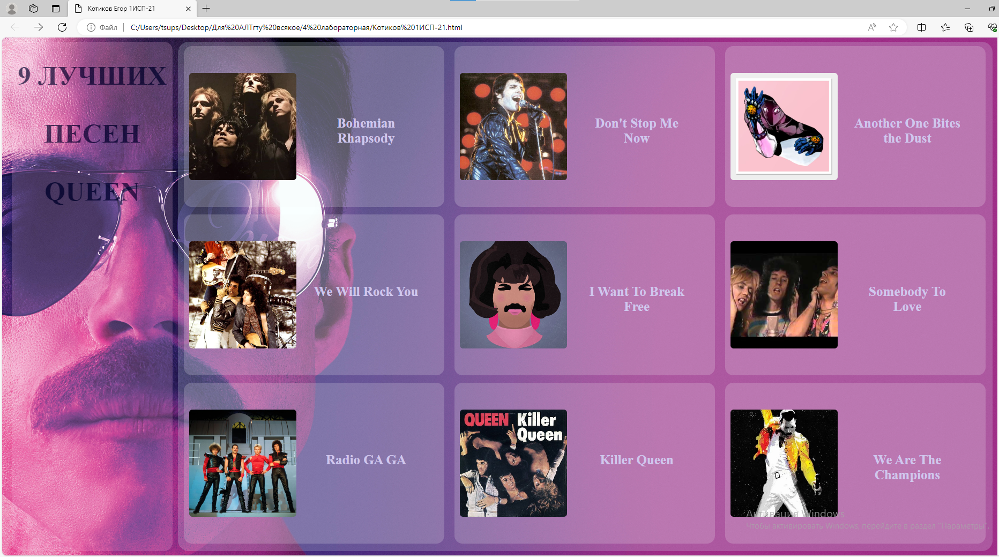 Котиков Егор 1ИСП-21
Файл
C:/Users/tsups/Desktop/Для%20АЛТгту%20всякое/4%20лабораторная/Котиков%201ИСП-21.html
9 ЛУЧШИХ
ПЕСЕН
QUEEN
Bohemian
Rhapsody
Don't Stop Me
Now
Another One Bites
the Dust
We Will Rock You
I Want To Break
Free
Somebody To
Love
Radio GA GA
QUEEN Killer
Queen
Killer Queen
We Are The
Champions
Активация Windows
Чтобы активировать Windows, перейдите в раздел "Параметры".